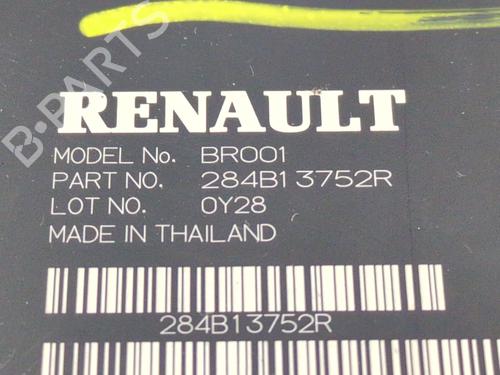 RENAULT
MODEL No. BR001
PART NO. 284B13752R
LOT NO. 0Y28
MADE IN THAILAND
284B13752R
B-PARTS